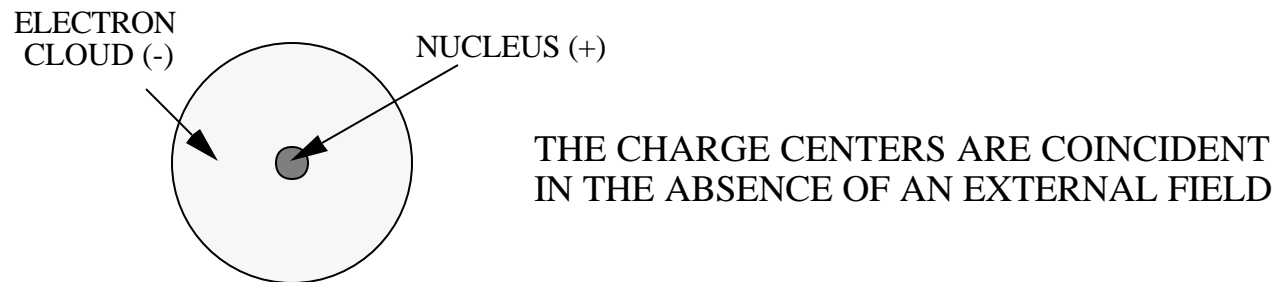 ELECTRON
CLOUD (-)
NUCLEUS (+)
THE CHARGE CENTERS ARE COINCIDENT
IN THE ABSENCE OF AN EXTERNAL FIELD